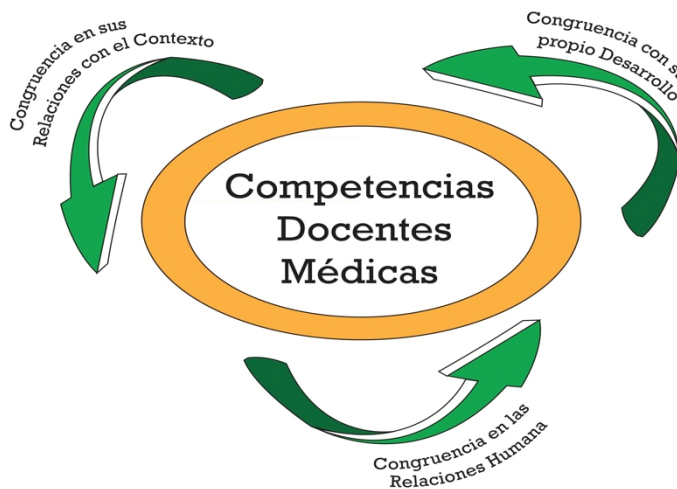 Congruencia en sus
Relaciones con el Contexto
Congruencia con su
propio Desarrollo
Competencias
Docentes
Médicas
Congruencia en las
Relaciones Humana